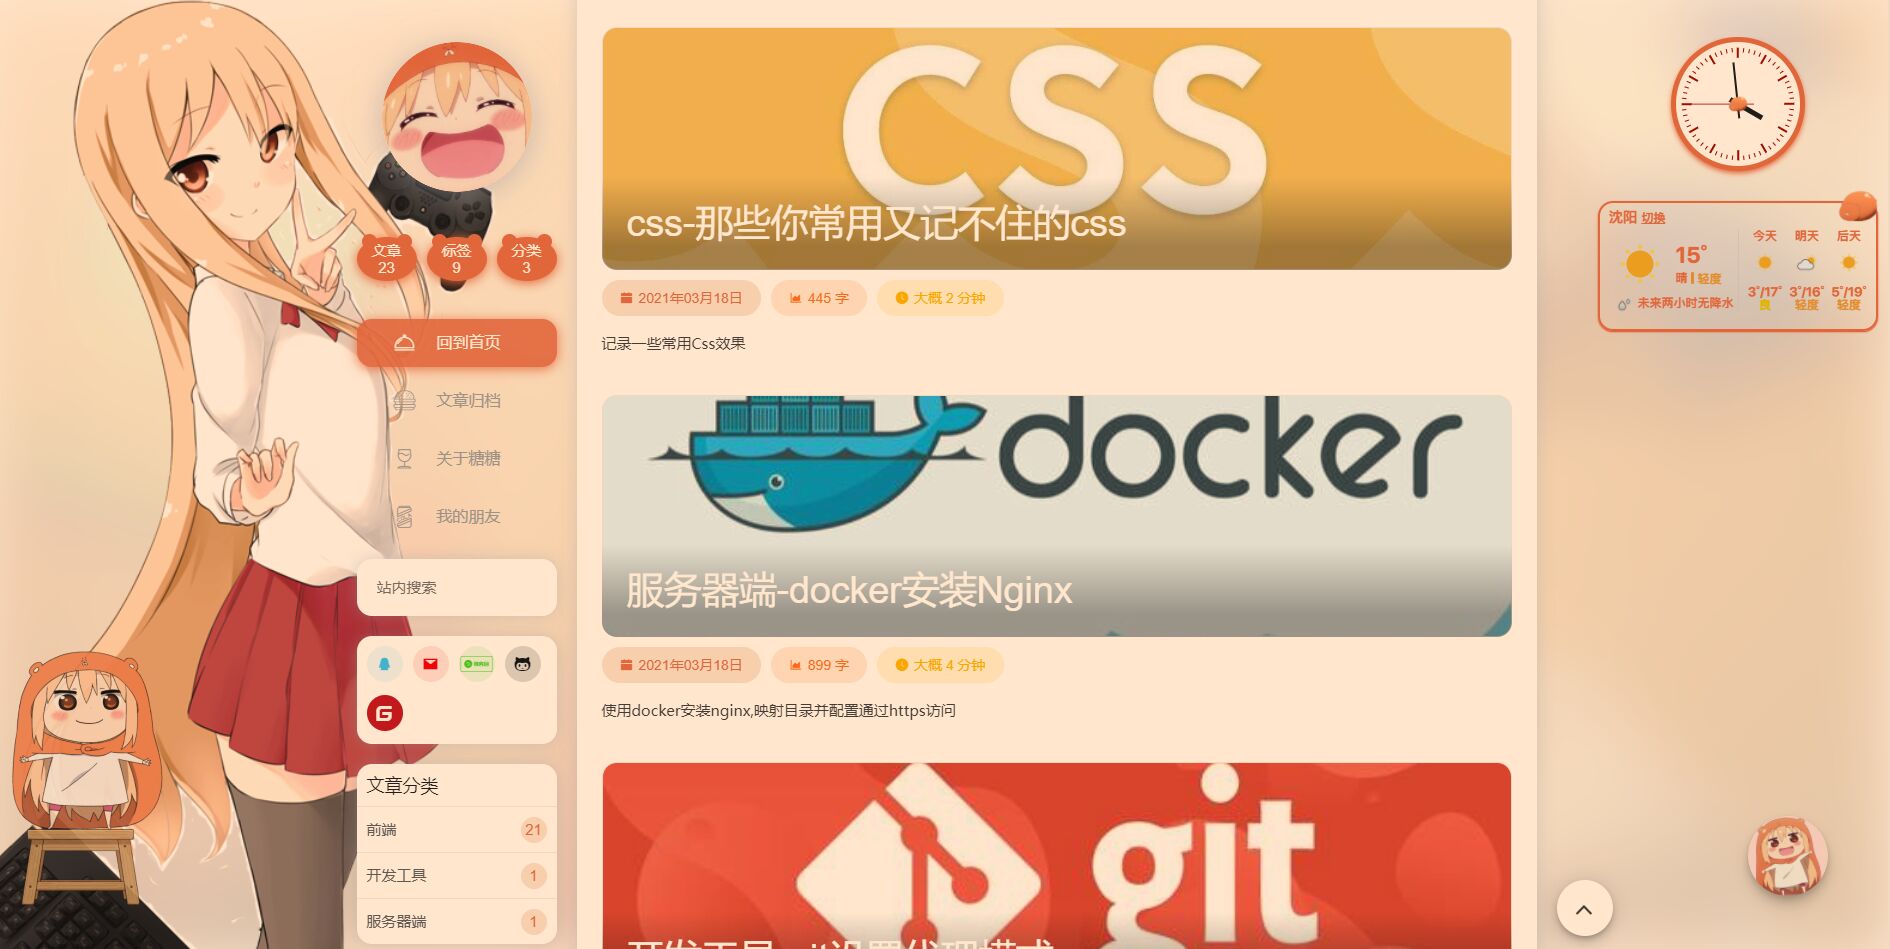 文章
23
标签
9
分类
3
回到首页
文章归档
关于糖糖
我的朋友
站内搜索
文章分类
前端 21
开发工具 1
服务器端 1
CSS
css-那些你常用又记不住的css
2021年03月18日 445 字 大概 2 分钟
记录一些常用Css效果
docker
服务器端-docker安装Nginx
2021年03月18日 899 字 大概 4 分钟
使用docker安装nginx,映射目录并配置通过https访问
git
沈阳 切换
15°
晴 轻度
未来两小时无降水
今天 明天 后天
3°/17° 3°/16° 5°/19°
良 轻度 轻度